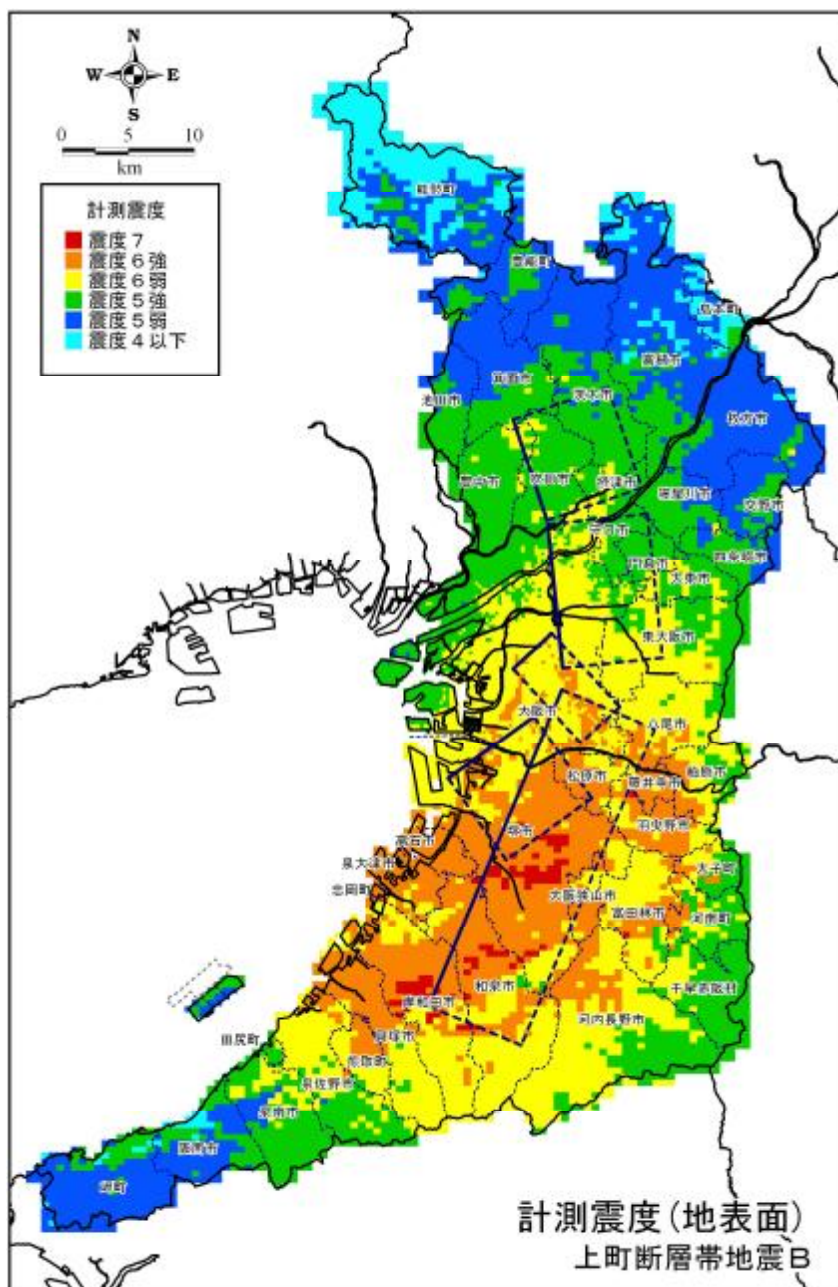 N
W E
S
0 5 10
km
計測震度
震度7
震度6強
震度6弱
震度5強
震度5弱
震度4以下
能勢町
豊能町
島本町
高槻市
箕面市
茨木市
池田市
枚方市
豊中市
吹田市
摂津市
寝屋川市
交野市
守口市
門真市
四条畷市
大東市
東大阪市
大阪市
八尾市
松原市
藤井寺市
柏原市
堺市
羽曳野市
高石市
泉大津市
太子町
忠岡町
大阪狭山市
富田林市
河南町
和泉市
千早赤阪村
岸和田市
河内長野市
貝塚市
田尻町
熊取町
泉佐野市
泉南市
阪南市
岬町
計測震度(地表面)
上町断層帯地震B